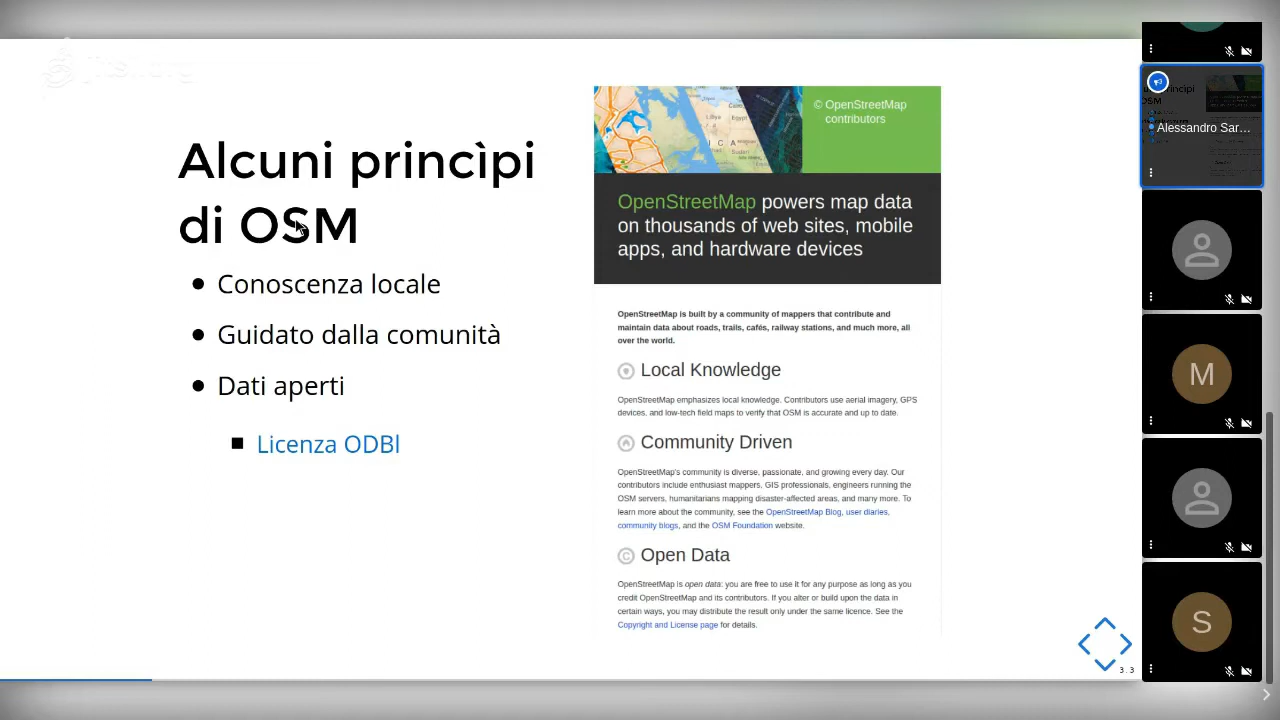 Alcuni princìpi
di OSM
Conoscenza locale
Guidato dalla comunità
Dati aperti
Licenza ODBl
© OpenStreetMap
contributors
Libya
Egypt
Sudan
I C A
OpenStreetMap powers map data
on thousands of web sites, mobile
apps, and hardware devices
OpenStreetMap is built by a community of mappers that contribute and
maintain data about roads, trails, cafés, railway stations, and much more, all
over the world.
Local Knowledge
OpenStreetMap emphasizes local knowledge. Contributors use aerial imagery, GPS
devices, and low-tech field maps to verify that OSM is accurate and up to date.
Community Driven
OpenStreetMap's community is diverse, passionate, and growing every day. Our
contributors include enthusiast mappers, GIS professionals, engineers running the
OSM servers, humanitarians mapping disaster-affected areas, and many more. To
learn more about the community, see the OpenStreetMap Blog, user diaries,
community blogs, and the OSM Foundation website.
Open Data
OpenStreetMap is open data: you are free to use it for any purpose as long as you
credit OpenStreetMap and its contributors. If you alter or build upon the data in
certain ways, you may distribute the result only under the same licence. See the
Copyright and License page for details.
3.3
Alessandro Sar...
M
S